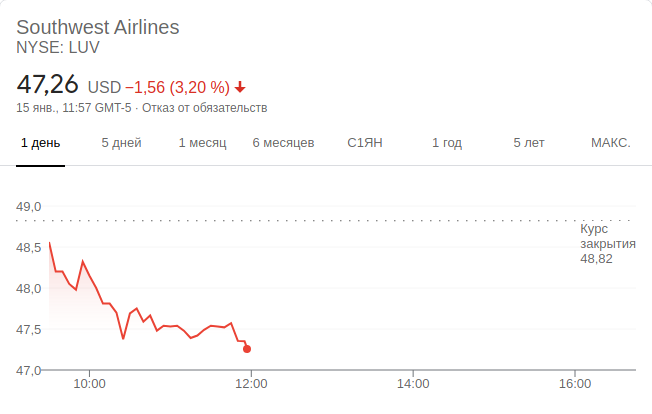 Southwest Airlines
NYSE: LUV
47,26 USD −1,56 (3,20 %)
15 янв., 11:57 GMT-5 · Отказ от обязательств
1 день 5 дней 1 месяц 6 месяцев С1ЯН 1 год 5 лет МАКС.
49,0
Курс
закрытия
48,82
48,5
48,0
47,5
47,0
10:00 12:00 14:00 16:00